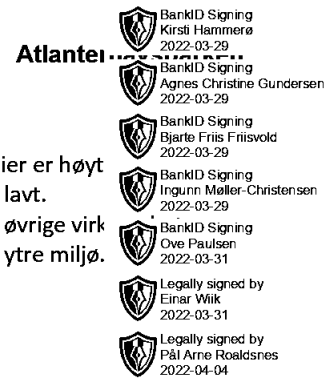 BankID Signing
Kirsti Hammerø
2022-03-29
BankID Signing
Agnes Christine Gundersen
2022-03-29
BankID Signing
Bjarte Friis Friisvold
2022-03-29
ier er høyt
BankID Signing
Ingunn Møller-Christensen
2022-03-29
lavt.
øvrige virk
BankID Signing
Ove Paulsen
2022-03-31
ytre miljø.
Legally signed by
Einar Wiik
2022-03-31
Legally signed by
Pål Arne Roaldsnes
2022-04-04